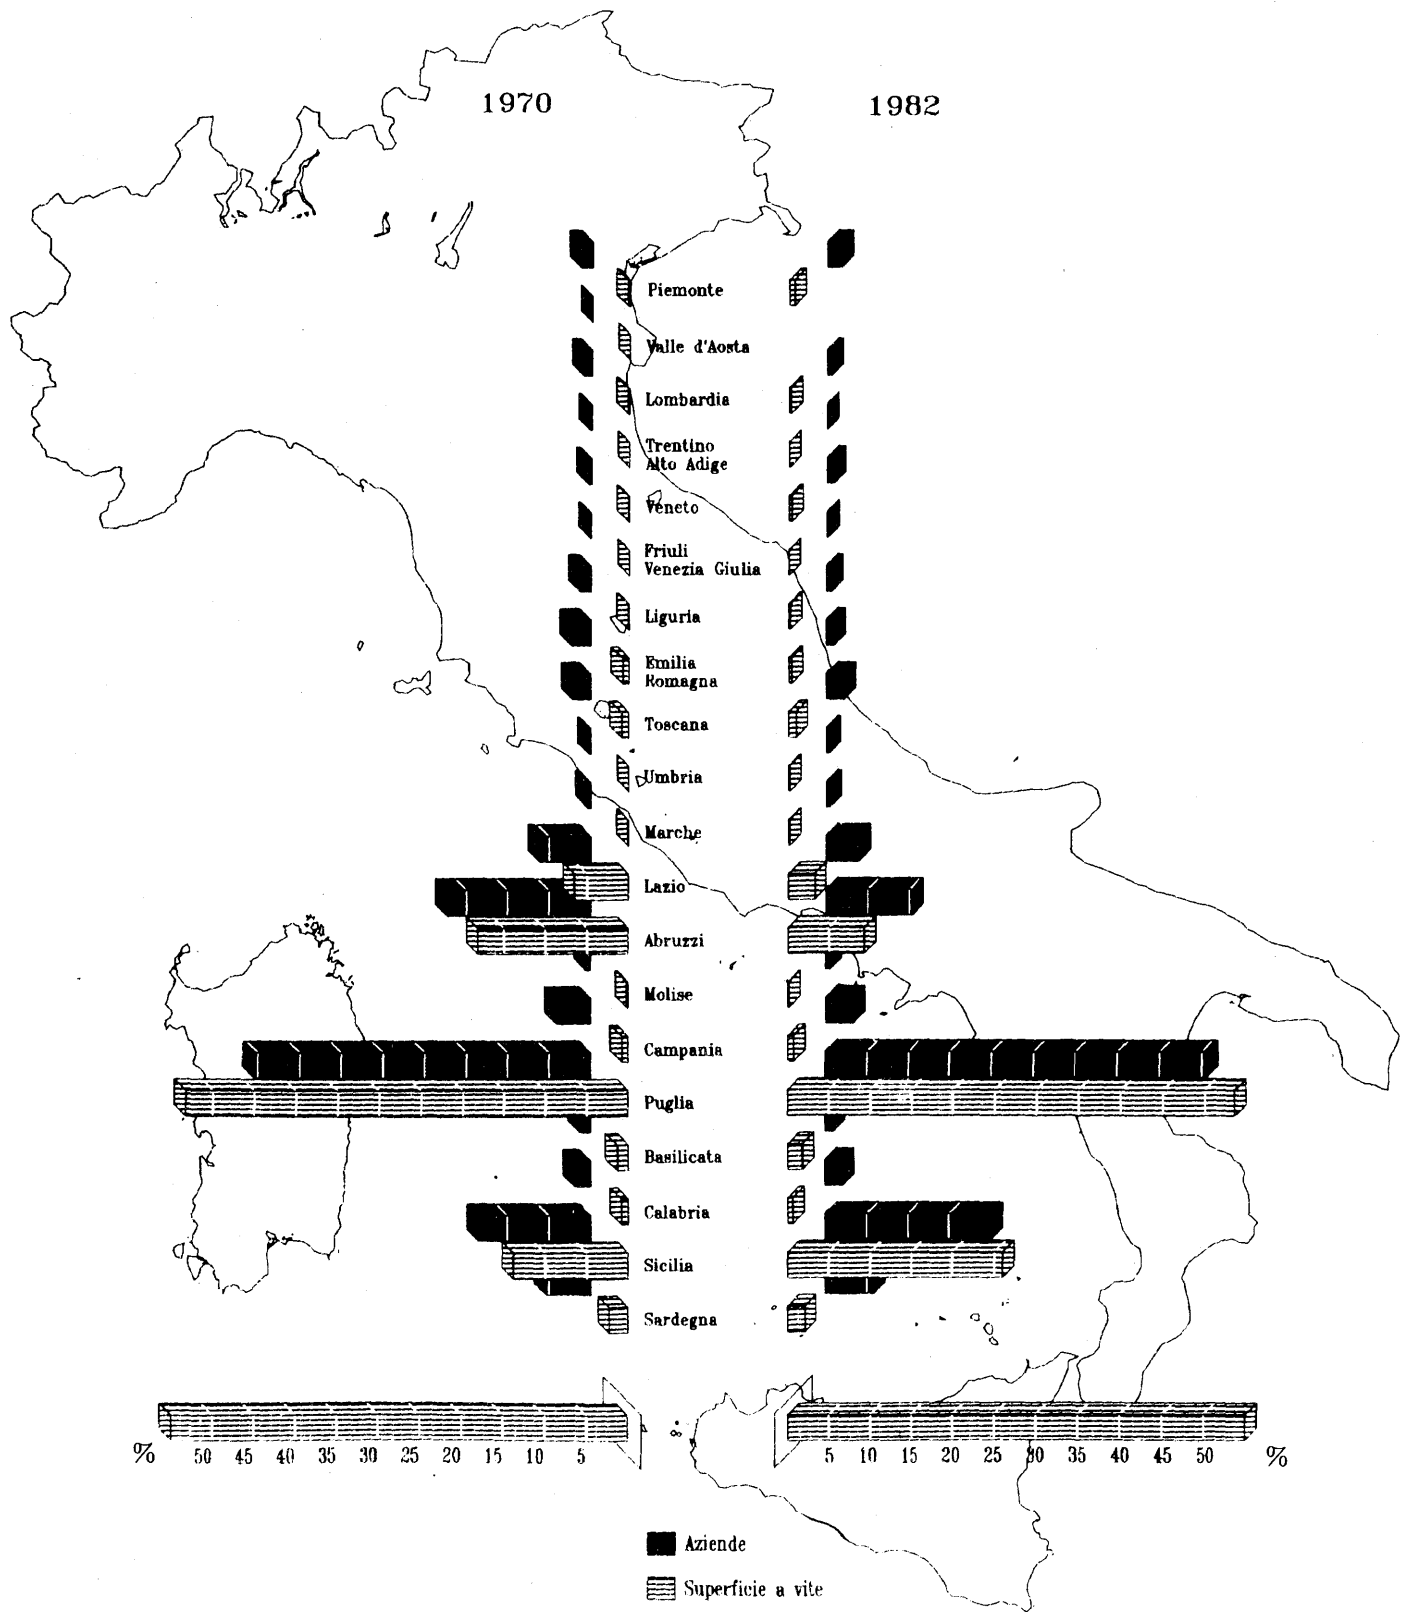 1970 1982
Piemonte
Valle d'Aosta
Lombardia
Trentino
Alto Adige
Veneto
Friuli
Venezia Giulia
Liguria
Emilia
Romagna
Toscana
Umbria
Marche
Lazio
Abruzzi
Molise
Campania
Puglia
Basilicata
Calabria
Sicilia
Sardegna
% 50 45 40 35 30 25 20 15 10 5 5 10 15 20 25 30 35 40 45 50 %
Aziende
Superficie a vite